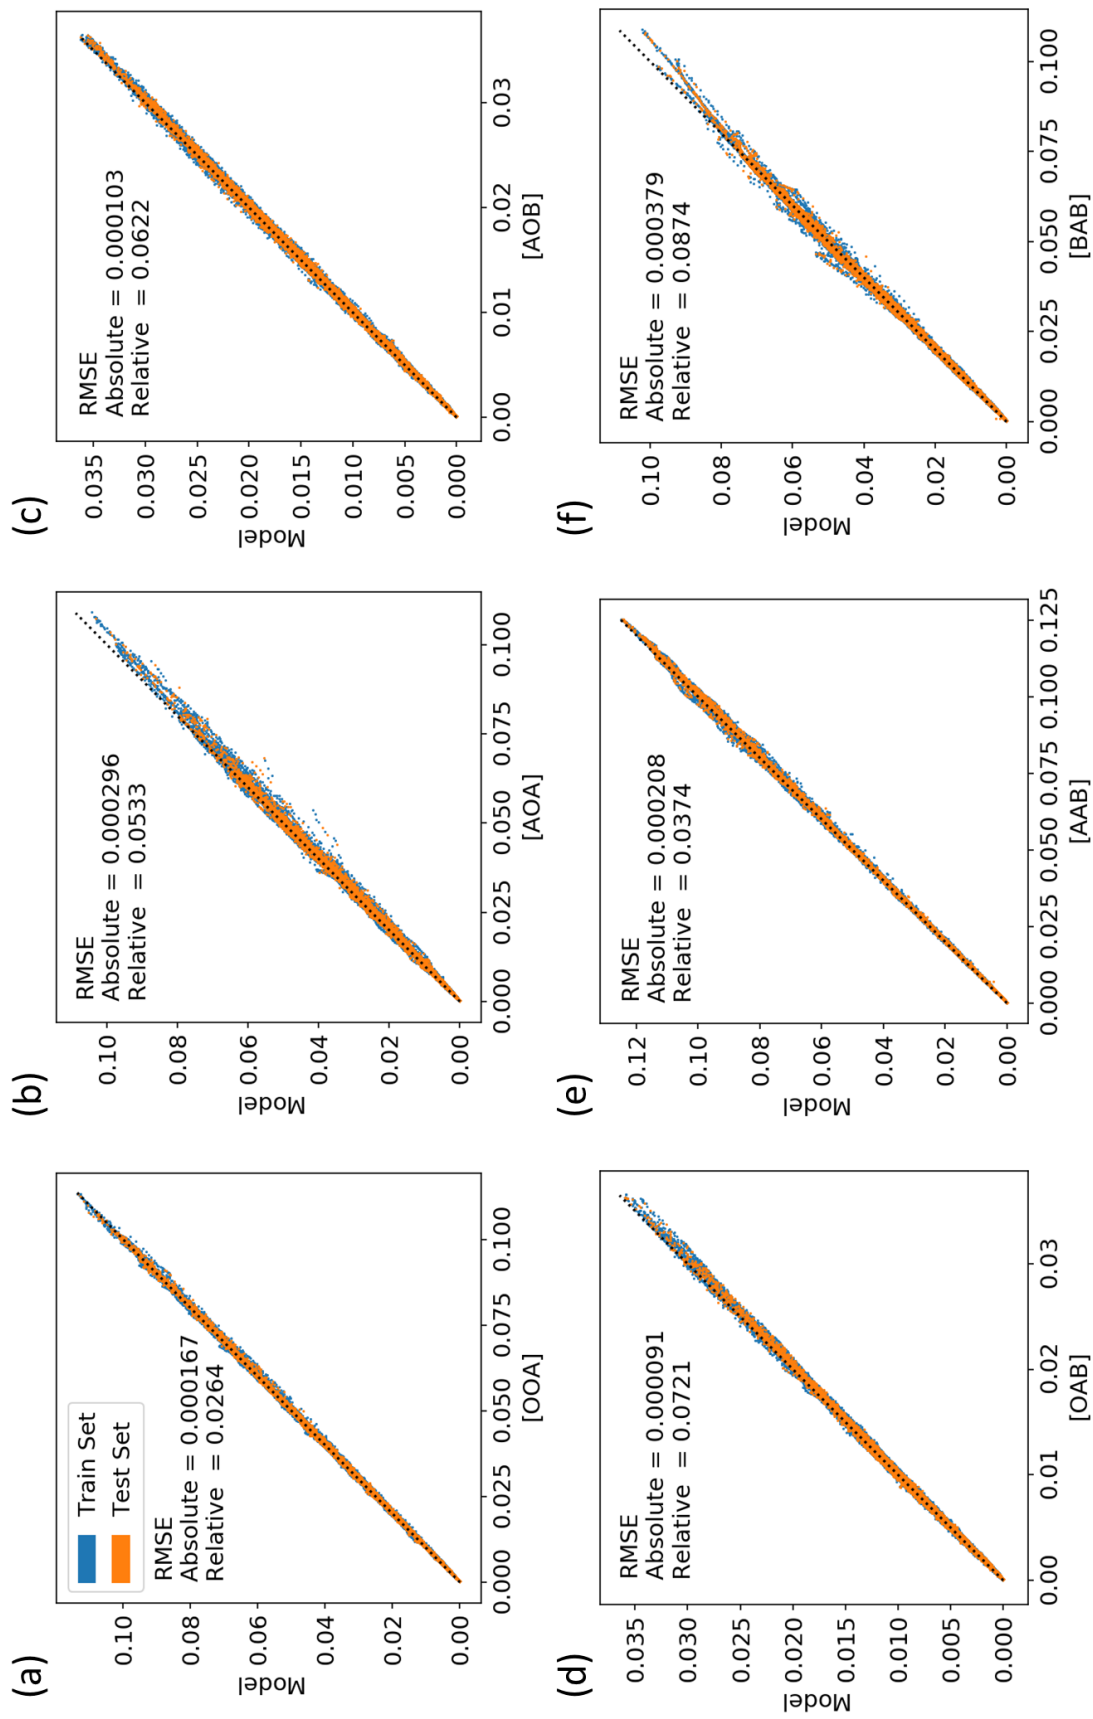 (a)
Train Set
Test Set
RMSE
Absolute = 0.000167
Relative = 0.0264
0.10
0.08
0.06
0.04
0.02
0.00
Model
0.000
0.025
0.050
0.075
0.100
[OOA]
(b)
RMSE
Absolute = 0.000296
Relative = 0.0533
0.10
0.08
0.06
0.04
0.02
0.00
Model
0.000
0.025
0.050
0.075
0.100
[AOA]
(c)
RMSE
Absolute = 0.000103
Relative = 0.0622
0.035
0.030
0.025
0.020
0.015
0.010
0.005
0.000
Model
0.00
0.01
0.02
0.03
[AOB]
(d)
RMSE
Absolute = 0.000091
Relative = 0.0721
0.035
0.030
0.025
0.020
0.015
0.010
0.005
0.000
Model
0.00
0.01
0.02
0.03
[OAB]
(e)
RMSE
Absolute = 0.000208
Relative = 0.0374
0.12
0.10
0.08
0.06
0.04
0.02
0.00
Model
0.000
0.025
0.050
0.075
0.100
0.125
[AAB]
(f)
RMSE
Absolute = 0.000379
Relative = 0.0874
0.10
0.08
0.06
0.04
0.02
0.00
Model
0.000
0.025
0.050
0.075
0.100
[BAB]